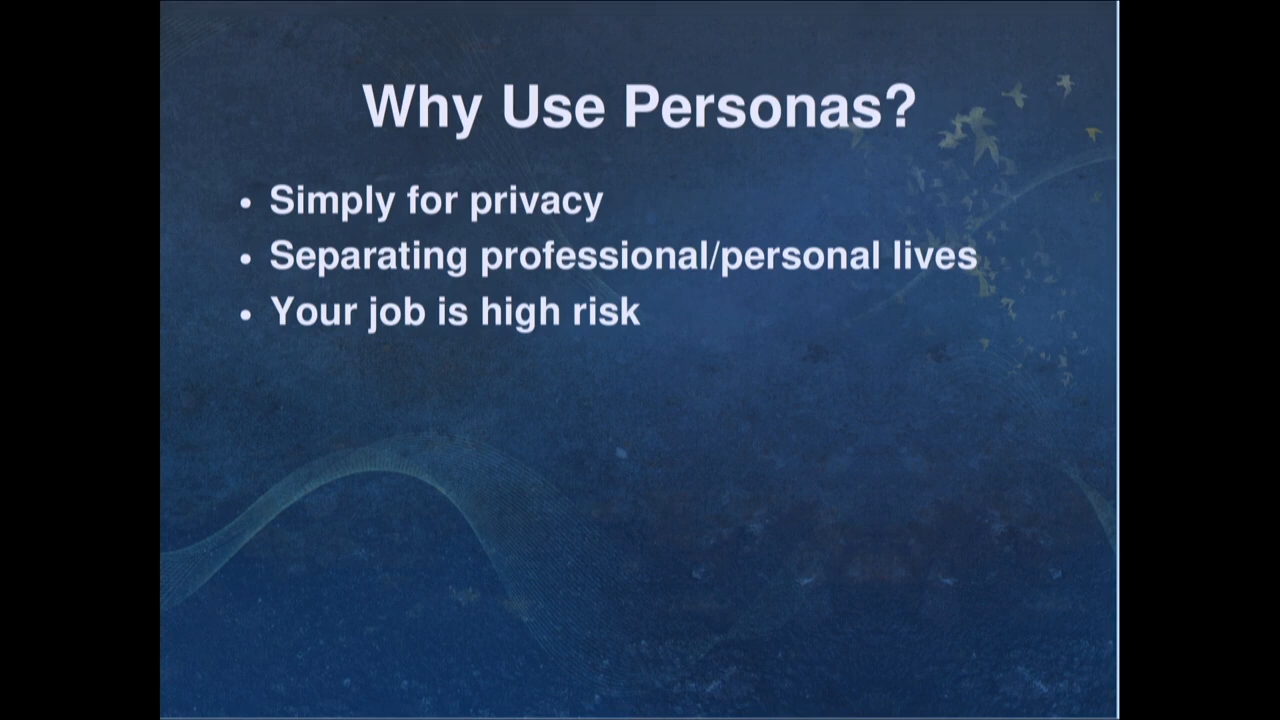 Why Use Personas?
• Simply for privacy
• Separating professional/personal lives
• Your job is high risk